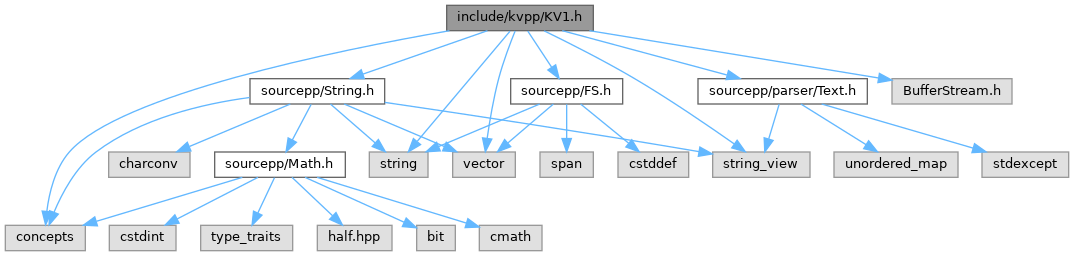 include/kvpp/KV1.h
sourcepp/String.h
sourcepp/FS.h
sourcepp/parser/Text.h
BufferStream.h
charconv
sourcepp/Math.h
string
vector
span
cstddef
string_view
unordered_map
stdexcept
concepts
cstdint
type_traits
half.hpp
bit
cmath